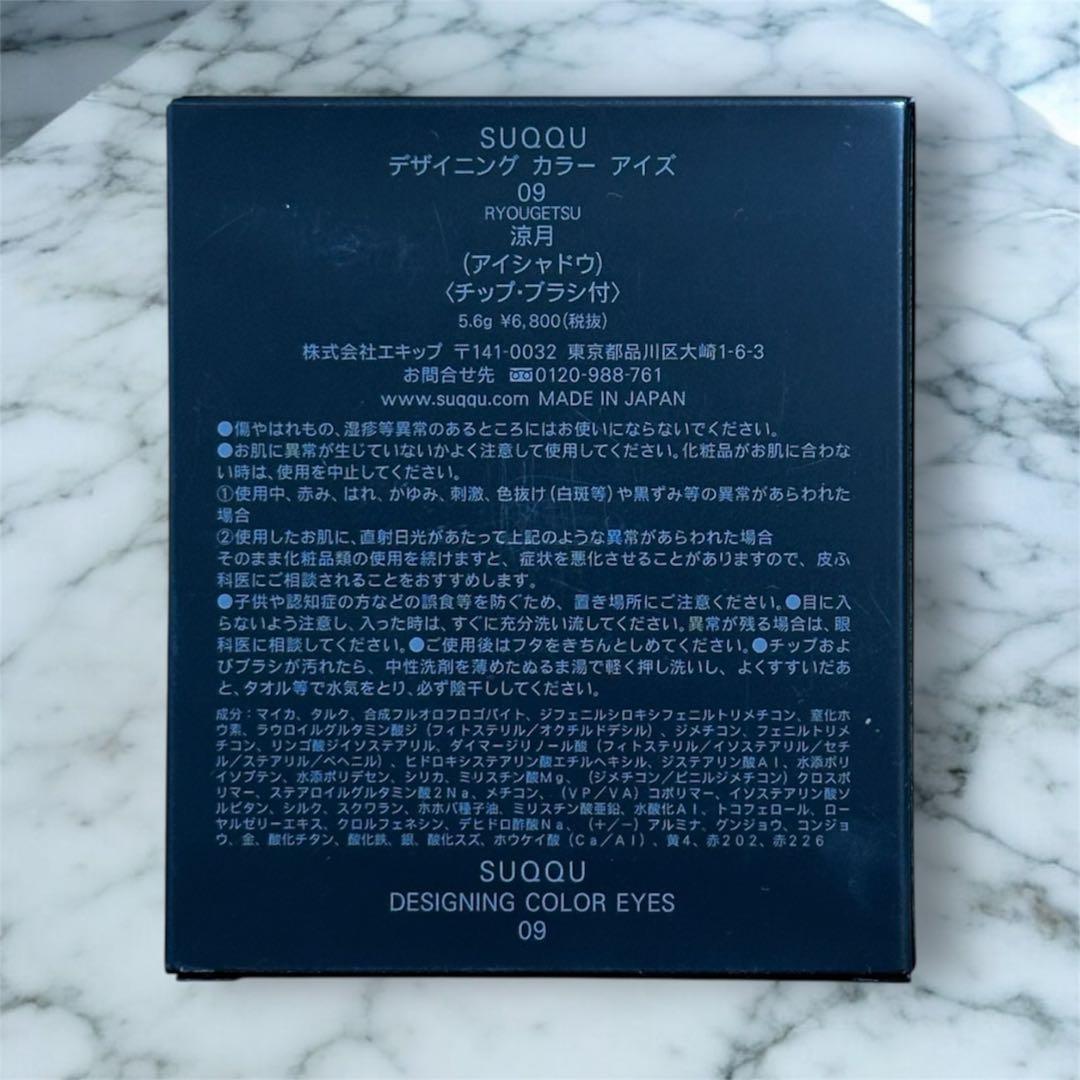 SUQQU
デザイニング カラー アイズ
09
RYOUGETSU
涼月
(アイシャドウ)
〈チップ・ブラシ付〉
5.6g ¥6,800(税抜)
株式会社エキップ 〒141-0032 東京都品川区大崎1-6-3
お問合せ先 0120-988-761
www.suqqu.com MADE IN JAPAN
●傷やはれもの、湿疹等異常のあるところにはお使いにならないでください。
●お肌に異常が生じていないかよく注意して使用してください。化粧品がお肌に合わな
い時は、使用を中止してください。
①使用中、赤み、はれ、かゆみ、刺激、色抜け(白斑等)や黒ずみ等の異常があらわれた
場合
②使用したお肌に、直射日光があたって上記のような異常があらわれた場合
そのまま化粧品類の使用を続けますと、症状を悪化させることがありますので、皮ふ
科医にご相談されることをおすすめします。
●子供や認知症の方などの誤食等を防ぐため、置き場所にご注意ください。●目に入
らないよう注意し、入った時は、すぐに充分洗い流してください。異常が残る場合は、眼
科医に相談してください。●ご使用後はフタをきちんとしめてください。●チップおよ
びブラシが汚れたら、中性洗剤を薄めたぬるま湯で軽く押し洗いし、よくすすいだあ
と、タオル等で水気をとり、必ず陰干ししてください。
成分：マイカ、タルク、合成フルオロフロゴパイト、ジフェニルシロキシフェニルトリメチコン、窒化ホ
ウ素、ラウロイルグルタミン酸ジ(フィトステリル/オクチルドデシル)、ジメチコン、フェニルトリメ
チコン、リンゴ酸ジイソステアリル、ダイマージリノール酸(フィトステリル/イソステアリル/セチ
ル/ステアリル/ベヘニル)、ヒドロキシステアリン酸エチルヘキシル、ジステアリン酸Al、水添ポリ
イソブテン、水添ポリデセン、シリカ、ミリスチン酸Mg、(ジメチコン/ビニルジメチコン)クロスポ
リマー、ステアロイルグルタミン酸2Na、メチコン、(VP/VA)コポリマー、イソステアリン酸ソ
ルビタン、シルク、スクワラン、ホホバ種子油、ミリスチン酸亜鉛、水酸化Al、トコフェロール、ロー
ヤルゼリーエキス、クロルフェネシン、デヒドロ酢酸Na、(+/-)アルミナ、グンジョウ、コンジョ
ウ、金、酸化チタン、酸化鉄、銀、酸化スズ、ホウケイ酸(Ca/Al)、黄4、赤202、赤226
SUQQU
DESIGNING COLOR EYES
09